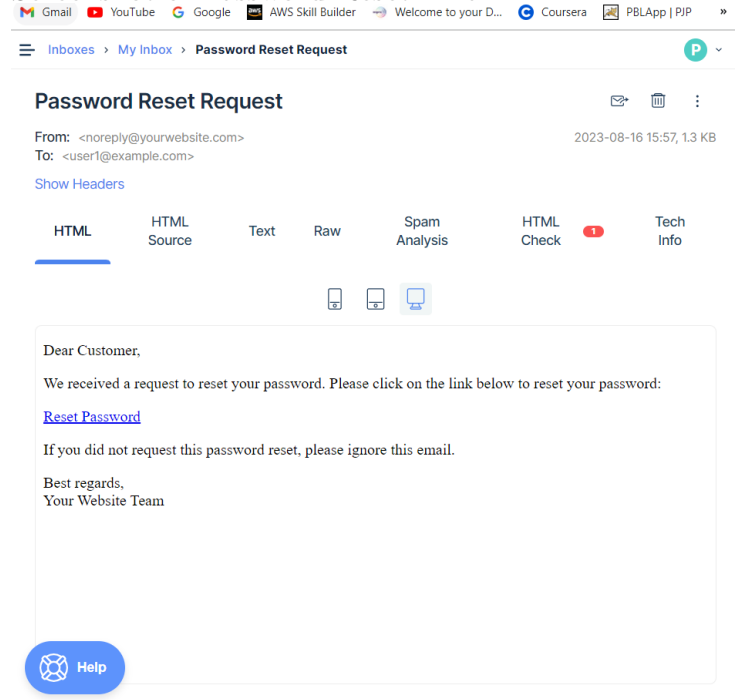 Gmail YouTube Google aws AWS Skill Builder Welcome to your D... C Coursera PBLApp | PJP »
Inboxes > My Inbox > Password Reset Request P
Password Reset Request
From: <noreply@yourwebsite.com> 2023-08-16 15:57, 1.3 KB
To: <user1@example.com>
Show Headers
HTML
HTML
Source
Text
Raw
Spam
Analysis
HTML
Check
1
Tech
Info
Dear Customer,
We received a request to reset your password. Please click on the link below to reset your password:
Reset Password
If you did not request this password reset, please ignore this email.
Best regards,
Your Website Team
Help